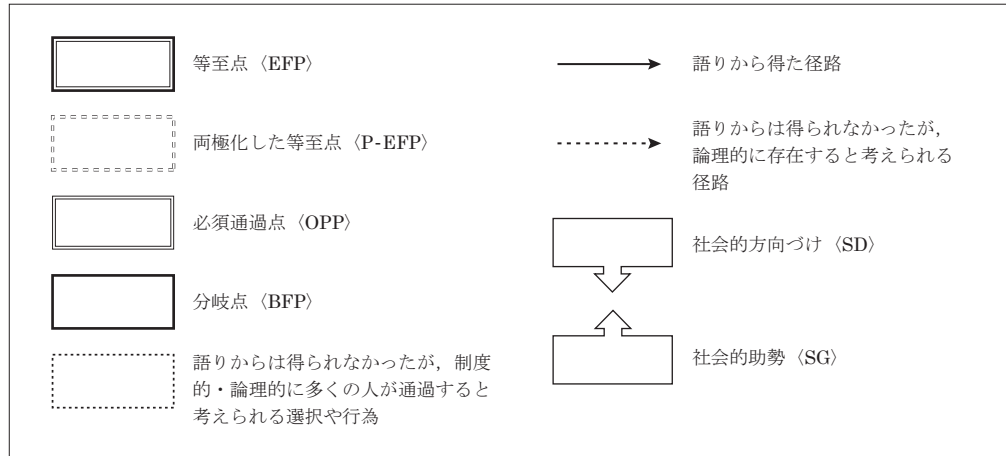 等至点〈EFP〉
両極化した等至点〈P-EFP〉
必須通過点〈OPP〉
分岐点〈BFP〉
語りからは得られなかったが，制度
的・論理的に多くの人が通過すると
考えられる選択や行為
語りから得た径路
語りからは得られなかったが，
論理的に存在すると考えられる
径路
社会的方向づけ〈SD〉
社会的助勢〈SG〉